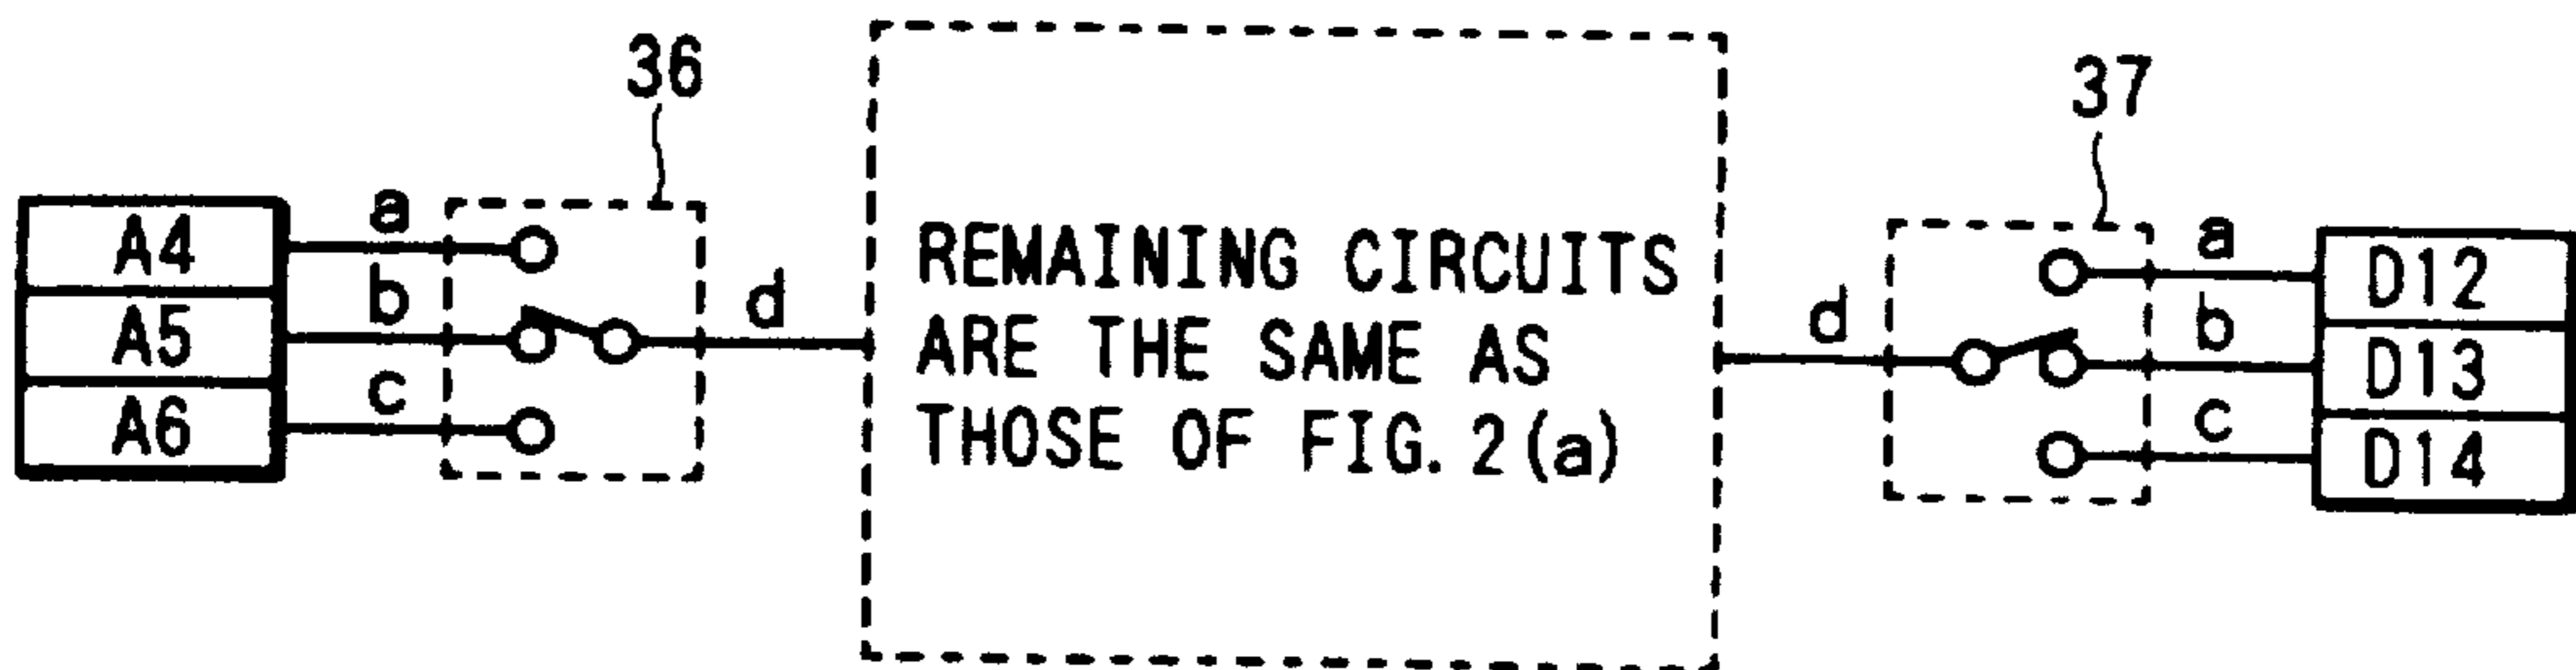 36
37
A4
A5
A6
a
b
c
d
REMAINING CIRCUITS
ARE THE SAME AS
THOSE OF FIG. 2 (a)
d
a
b
c
D12
D13
D14